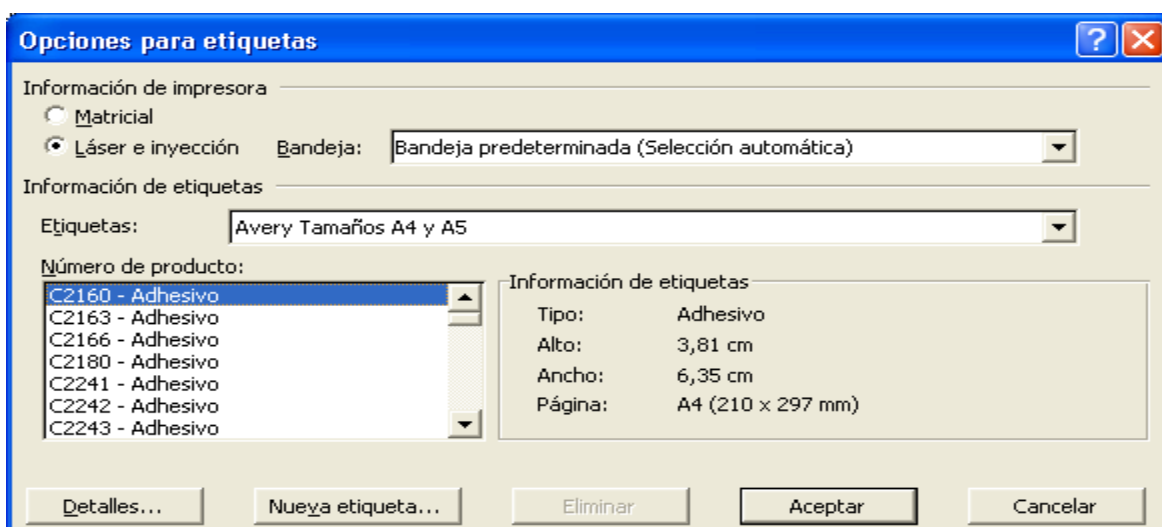 Opciones para etiquetas
Información de impresora
Matricial
Láser e inyección Bandeja: Bandeja predeterminada (Selección automática)
Información de etiquetas
Etiquetas: Avery Tamaños A4 y A5
Número de producto:
C2160 - Adhesivo
C2163 - Adhesivo
C2166 - Adhesivo
C2180 - Adhesivo
C2241 - Adhesivo
C2242 - Adhesivo
C2243 - Adhesivo
Información de etiquetas
Tipo: Adhesivo
Alto: 3,81 cm
Ancho: 6,35 cm
Página: A4 (210 x 297 mm)
Detalles... Nueva etiqueta... Eliminar Aceptar Cancelar